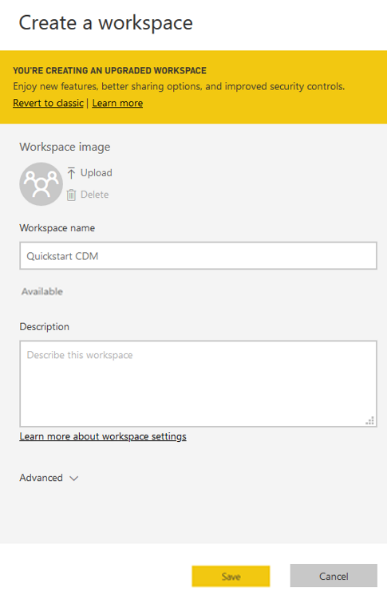 Create a workspace
YOU'RE CREATING AN UPGRADED WORKSPACE
Enjoy new features, better sharing options, and improved security controls.
Revert to classic | Learn more
Workspace image
Upload
Delete
Workspace name
Quickstart CDM
Available
Description
Describe this workspace
Learn more about workspace settings
Advanced
Save
Cancel